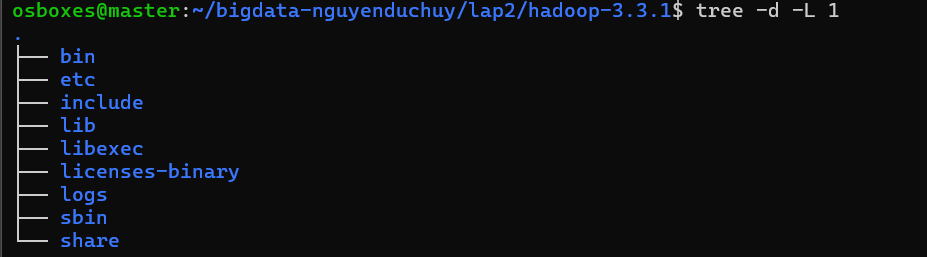 osboxes@master:~/bigdata-nguyenduchuy/lap2/hadoop-3.3.1$ tree -d -L 1
.
├── bin
├── etc
├── include
├── lib
├── libexec
├── licenses-binary
├── logs
├── sbin
└── share